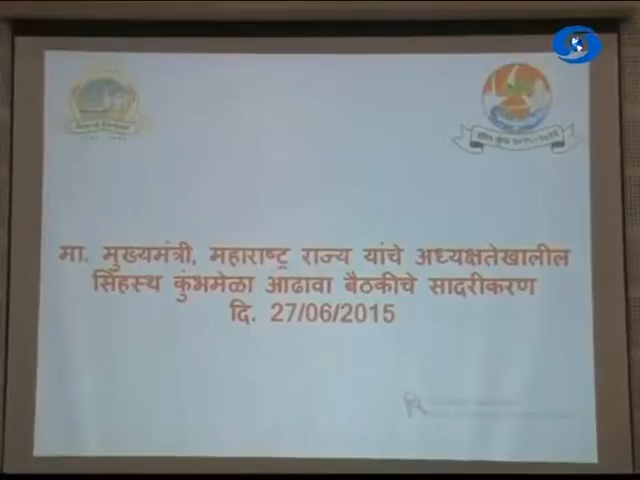 मा. मुख्यमंत्री, महाराष्ट्र राज्य यांचे अध्यक्षतेखालील
सिंहस्थ कुंभमेळा आढावा बैठकीचे सादरीकरण
दि. 27/06/2015